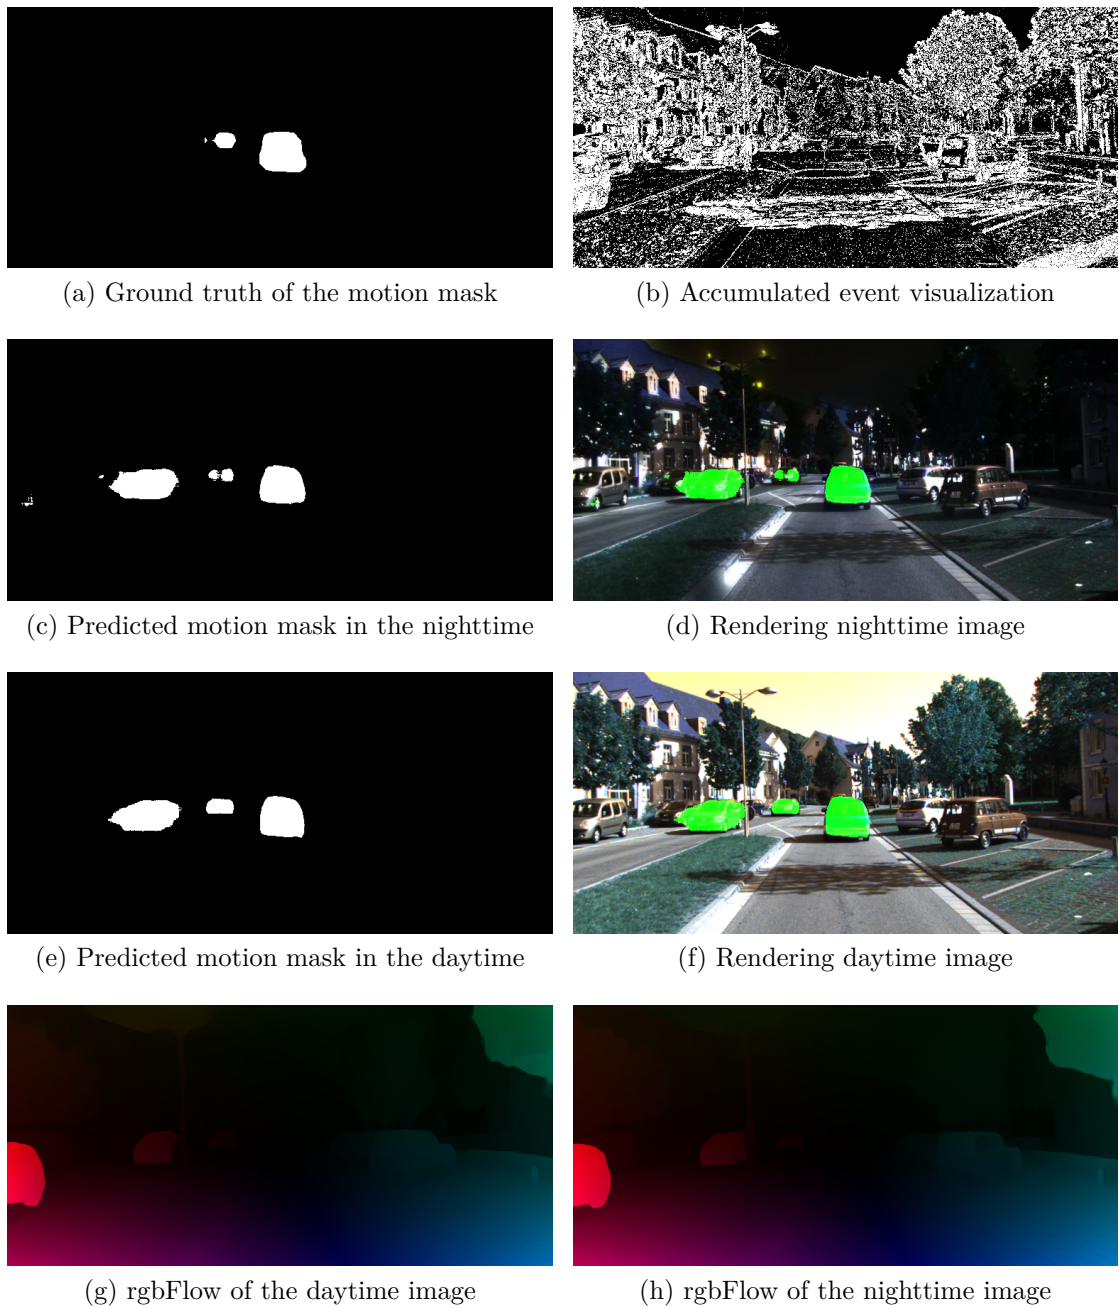 (a) Ground truth of the motion mask
(b) Accumulated event visualization
(c) Predicted motion mask in the nighttime
(d) Rendering nighttime image
(e) Predicted motion mask in the daytime
(f) Rendering daytime image
(g) rgbFlow of the daytime image
(h) rgbFlow of the nighttime image